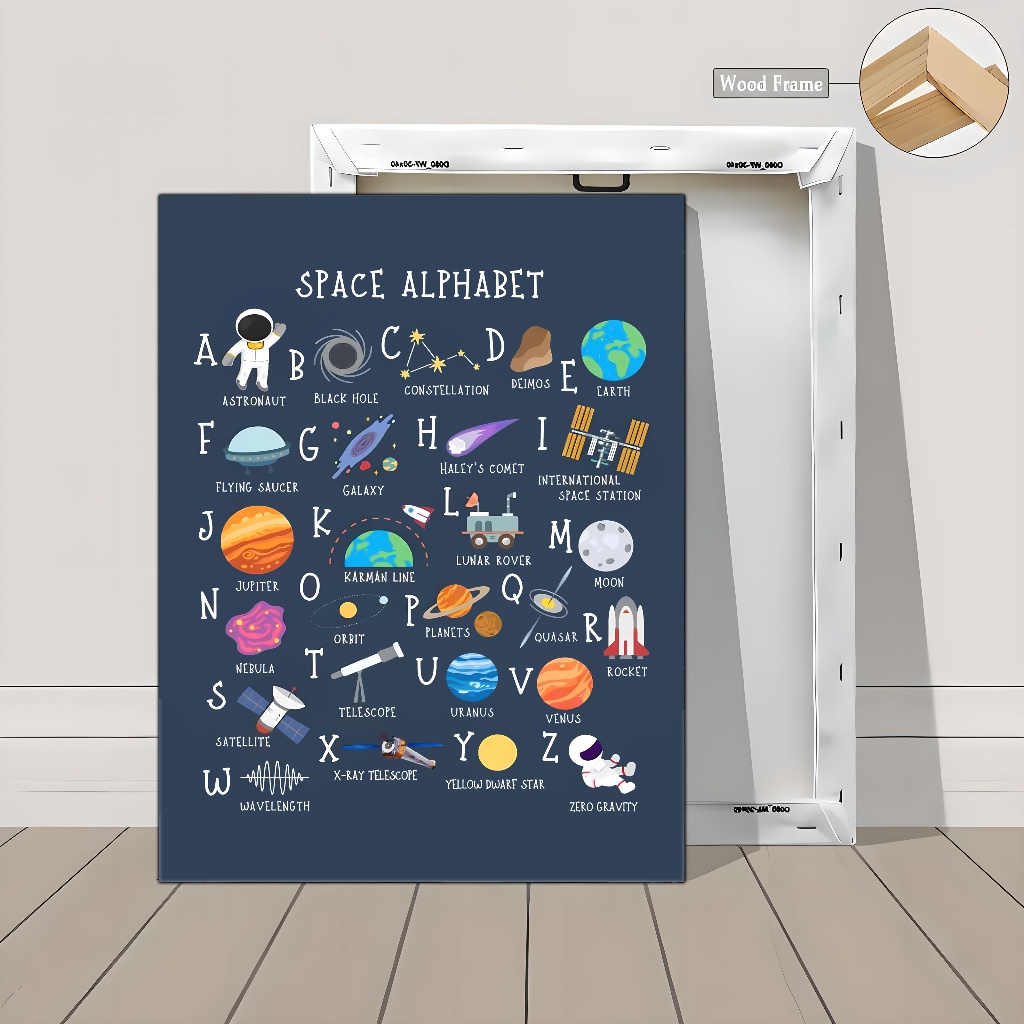 Wood Frame
SPACE ALPHABET
A
ASTRONAUT
B
BLACK HOLE
C
CONSTELLATION
D
DEIMOS
E
EARTH
F
FLYING SAUCER
G
GALAXY
H
HALEY'S COMET
I
INTERNATIONAL
SPACE STATION
J
JUPITER
K
KÁRMÁN LINE
L
LUNAR ROVER
M
MOON
N
NEBULA
O
ORBIT
P
PLANETS
Q
QUASAR
R
ROCKET
S
SATELLITE
T
TELESCOPE
U
URANUS
V
VENUS
W
WAVELENGTH
X
X-RAY TELESCOPE
Y
YELLOW DWARF STAR
Z
ZERO GRAVITY